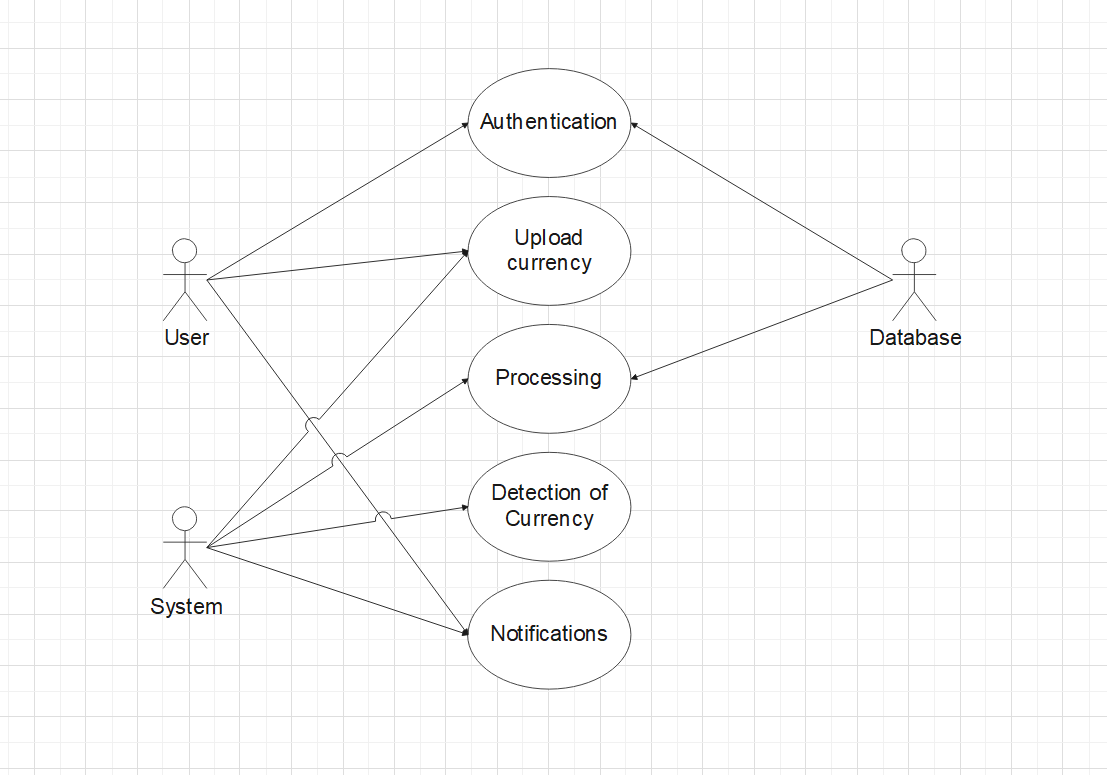 Authentication
Upload
currency
User
Database
Processing
Detection of
Currency
System
Notifications